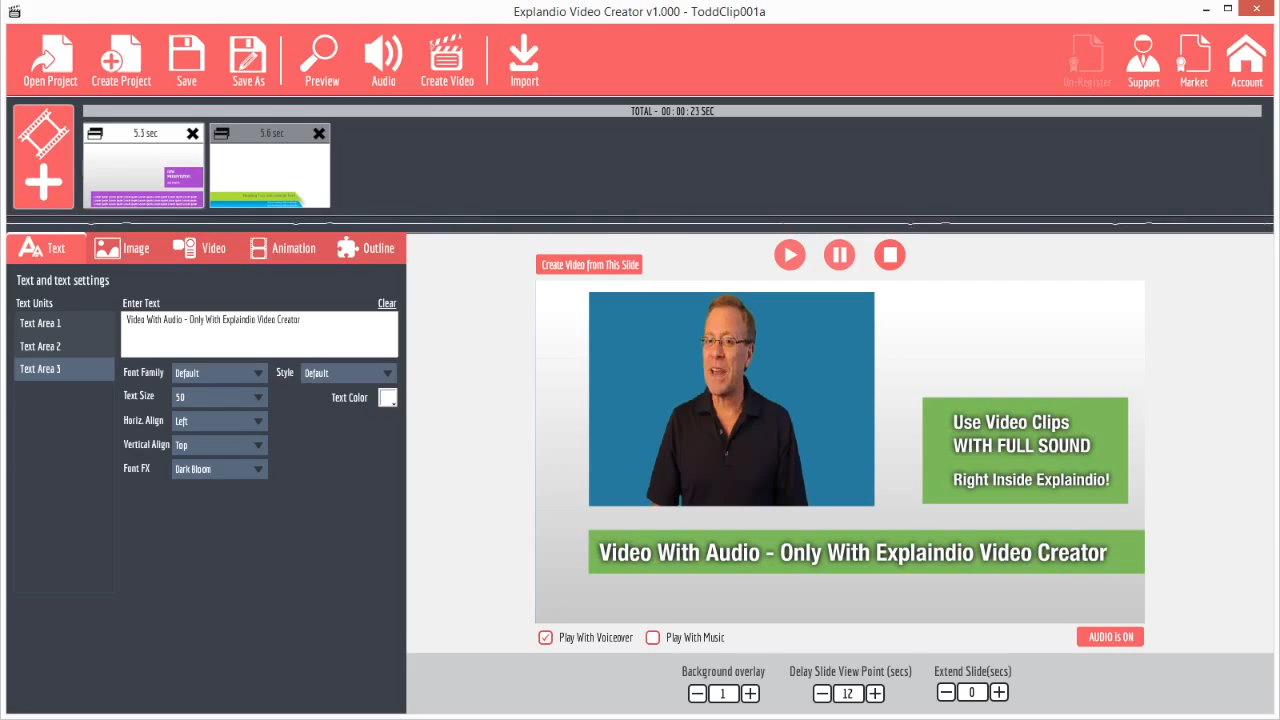 Explandio Video Creator v1.000 - ToddClip001a
Open Project
Create Project
Save
Save As
Preview
Audio
Create Video
Import
Un-Register
Support
Market
Account
TOTAL - 00 : 00 : 23 SEC
5.3 sec
5.6 sec
Text
Image
Video
Animation
Outline
Text and text settings
Text Units
Enter Text
Clear
Text Area 1
Text Area 2
Text Area 3
Video With Audio - Only With Explaindio Video Creator
Font Family
Default
Style
Default
Text Size
50
Text Color
Horiz. Align
Left
Vertical Align
Top
Font FX
Dark Bloom
Create Video from This Slide
Use Video Clips
WITH FULL SOUND
Right Inside Explaindio!
Video With Audio - Only With Explaindio Video Creator
Play With Voiceover
Play With Music
AUDIO is ON
Background overlay
Delay Slide View Point (secs)
Extend Slide(secs)
1
12
0